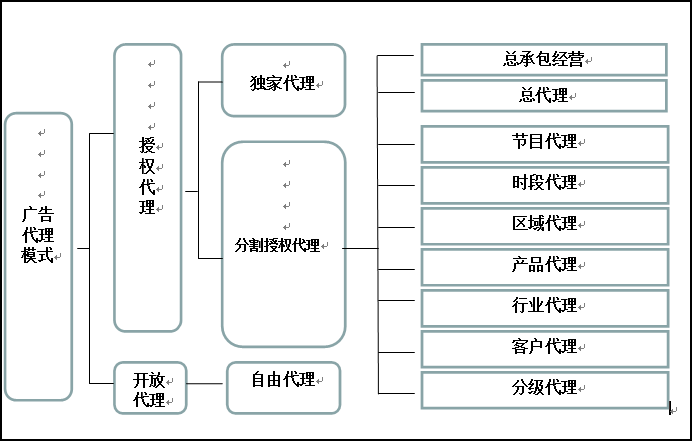 广告
代理
模式
授
权
代
理
开放
代理
独家代理
分割授权代理
自由代理
总承包经营
总代理
节目代理
时段代理
区域代理
产品代理
行业代理
客户代理
分级代理